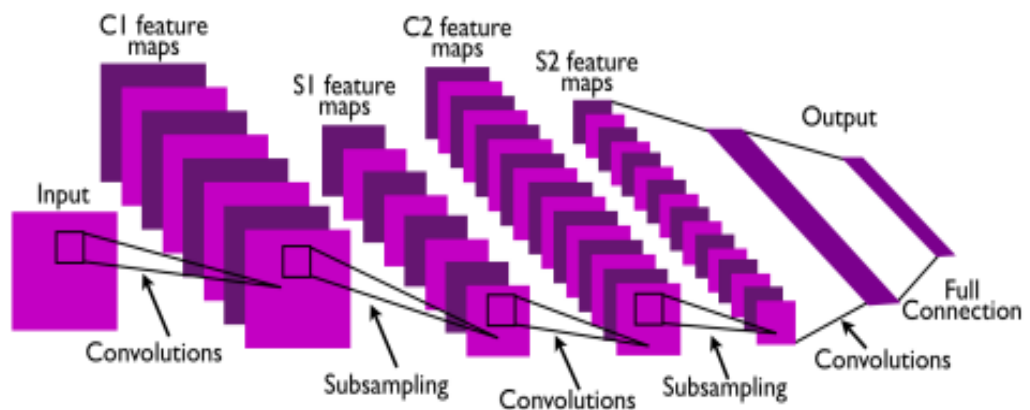 C1 feature
maps
S1 feature
maps
C2 feature
maps
S2 feature
maps
Output
Input
Convolutions
Subsampling
Convolutions
Subsampling
Convolutions
Full
Connection